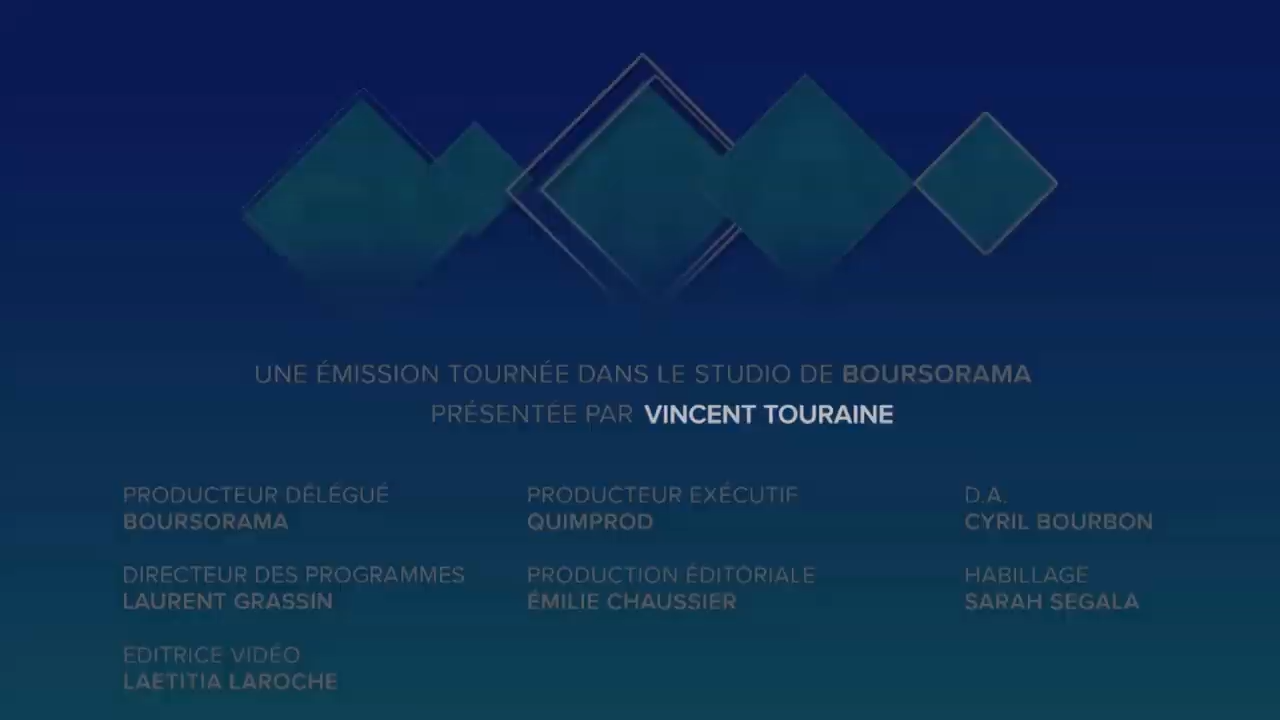 UNE ÉMISSION TOURNÉE DANS LE STUDIO DE BOURSORAMA
PRÉSENTÉE PAR VINCENT TOURAINE
PRODUCTEUR DÉLÉGUÉ
BOURSORAMA
DIRECTEUR DES PROGRAMMES
LAURENT GRASSIN
EDITRICE VIDÉO
LAETITIA LAROCHE
PRODUCTEUR EXÉCUTIF
QUIMPROD
PRODUCTION ÉDITORIALE
ÉMILIE CHAUSSIER
D.A.
CYRIL BOURBON
HABILLAGE
SARAH SEGALA